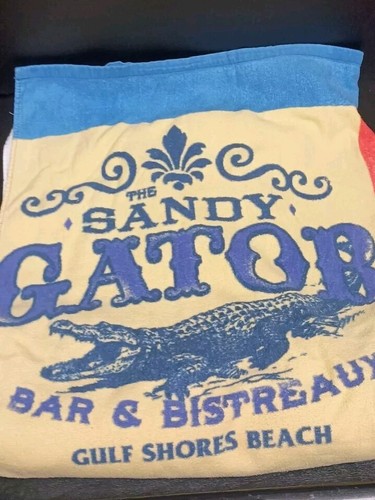 THE
SANDY
GATOR
BAR & BISTREAUX
GULF SHORES BEACH